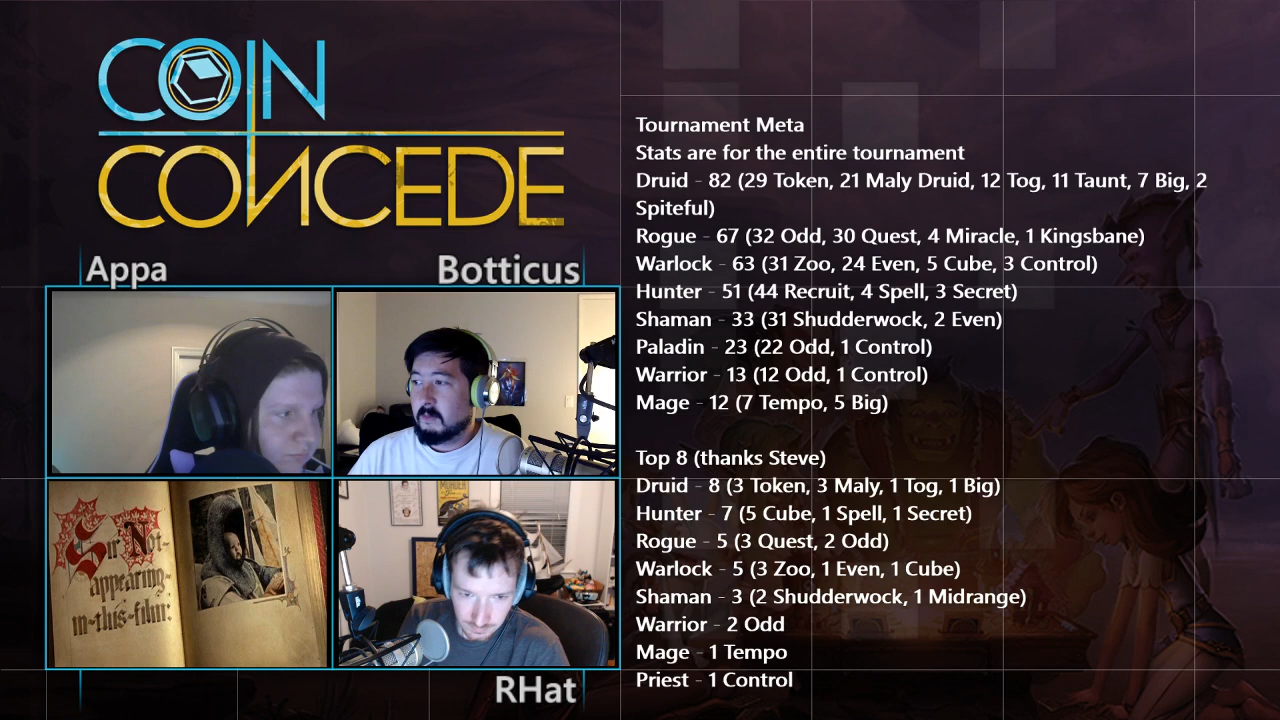 COIN
CONCEDE
Appa
Botticus
Sir Not-
appearing-
in-this-film:
RHat
Tournament Meta
Stats are for the entire tournament
Druid - 82 (29 Token, 21 Maly Druid, 12 Tog, 11 Taunt, 7 Big, 2
Spiteful)
Rogue - 67 (32 Odd, 30 Quest, 4 Miracle, 1 Kingsbane)
Warlock - 63 (31 Zoo, 24 Even, 5 Cube, 3 Control)
Hunter - 51 (44 Recruit, 4 Spell, 3 Secret)
Shaman - 33 (31 Shudderwock, 2 Even)
Paladin - 23 (22 Odd, 1 Control)
Warrior - 13 (12 Odd, 1 Control)
Mage - 12 (7 Tempo, 5 Big)
Top 8 (thanks Steve)
Druid - 8 (3 Token, 3 Maly, 1 Tog, 1 Big)
Hunter - 7 (5 Cube, 1 Spell, 1 Secret)
Rogue - 5 (3 Quest, 2 Odd)
Warlock - 5 (3 Zoo, 1 Even, 1 Cube)
Shaman - 3 (2 Shudderwock, 1 Midrange)
Warrior - 2 Odd
Mage - 1 Tempo
Priest - 1 Control